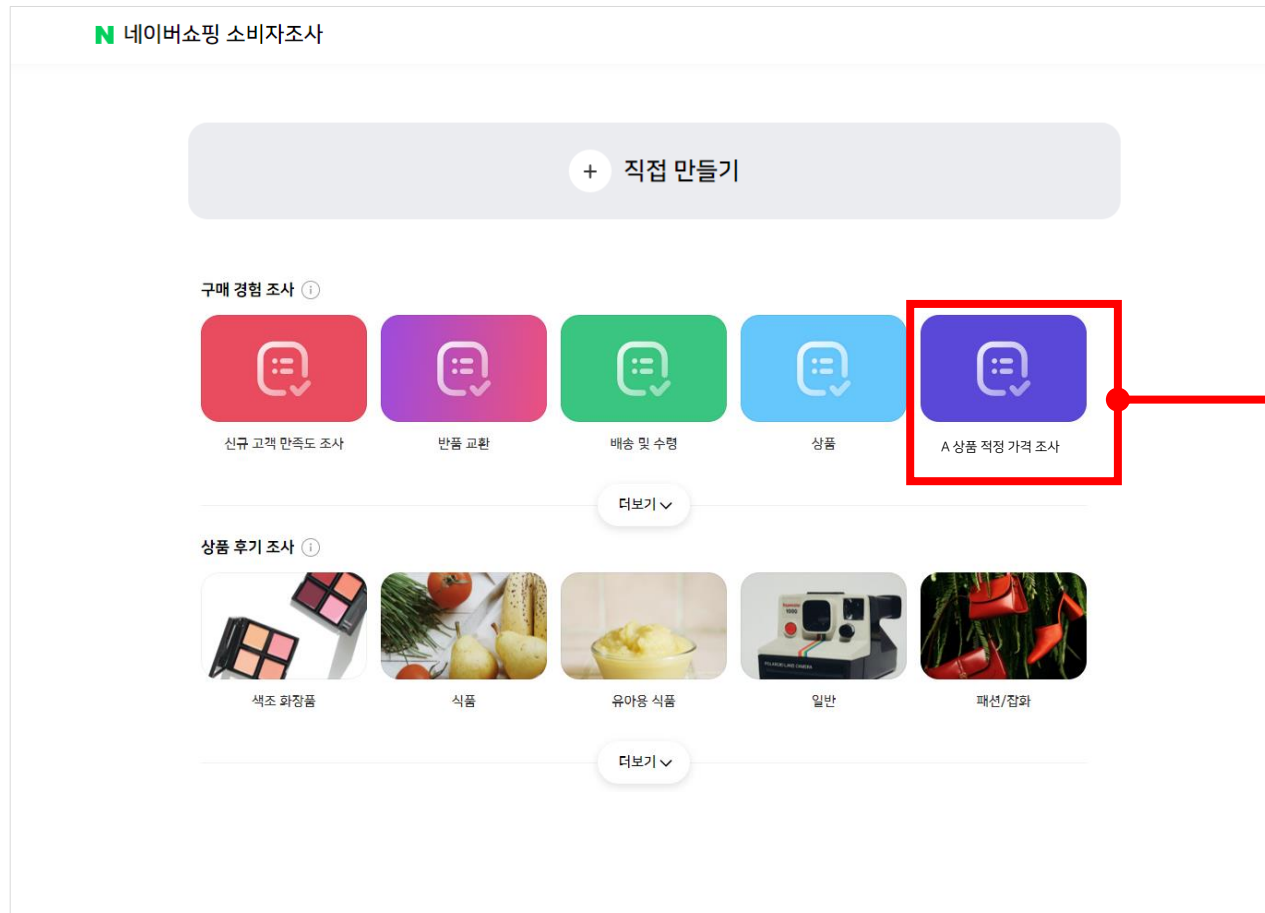 N 네이버쇼핑 소비자조사
+ 직접 만들기
구매 경험 조사
신규 고객 만족도 조사
반품 교환
배송 및 수령
상품
A 상품 적정 가격 조사
더보기
상품 후기 조사
1000
POLAROID LAND CAMERA
색조 화장품
식품
유아용 식품
일반
패션/잡화
더보기